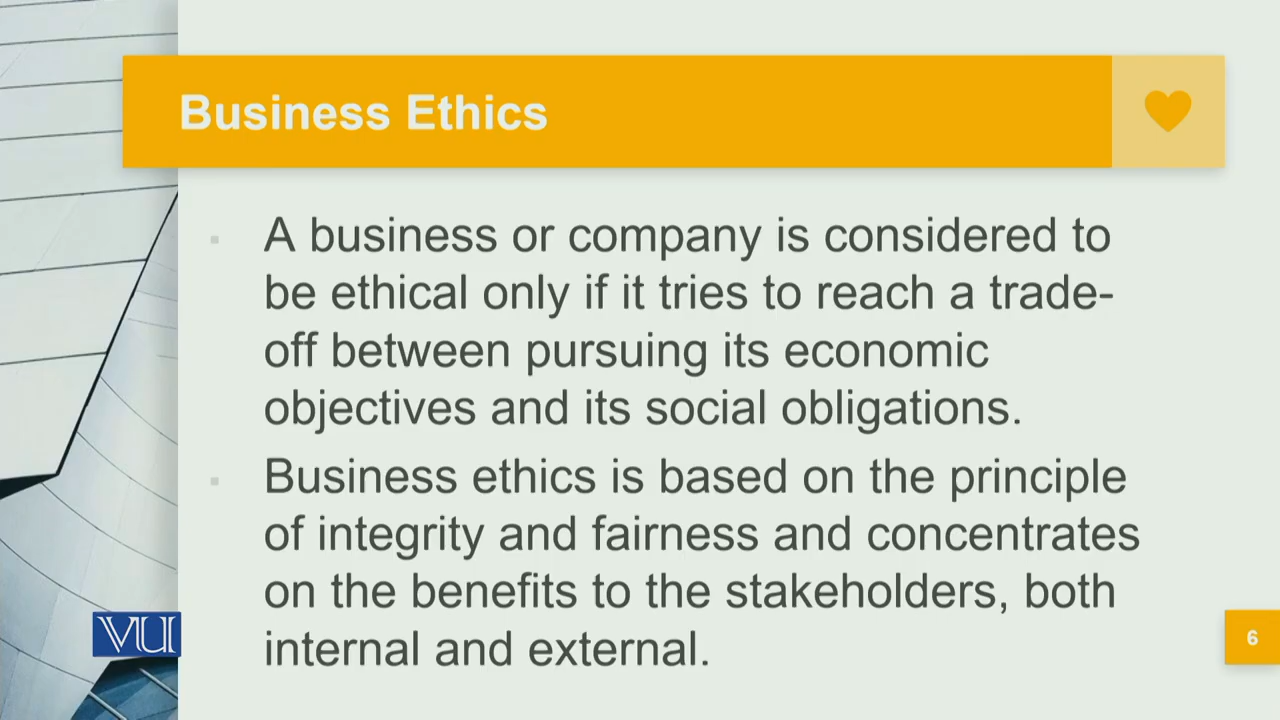 Business Ethics
A business or company is considered to
be ethical only if it tries to reach a trade-
off between pursuing its economic
objectives and its social obligations.
Business ethics is based on the principle
of integrity and fairness and concentrates
on the benefits to the stakeholders, both
internal and external.
VU
6